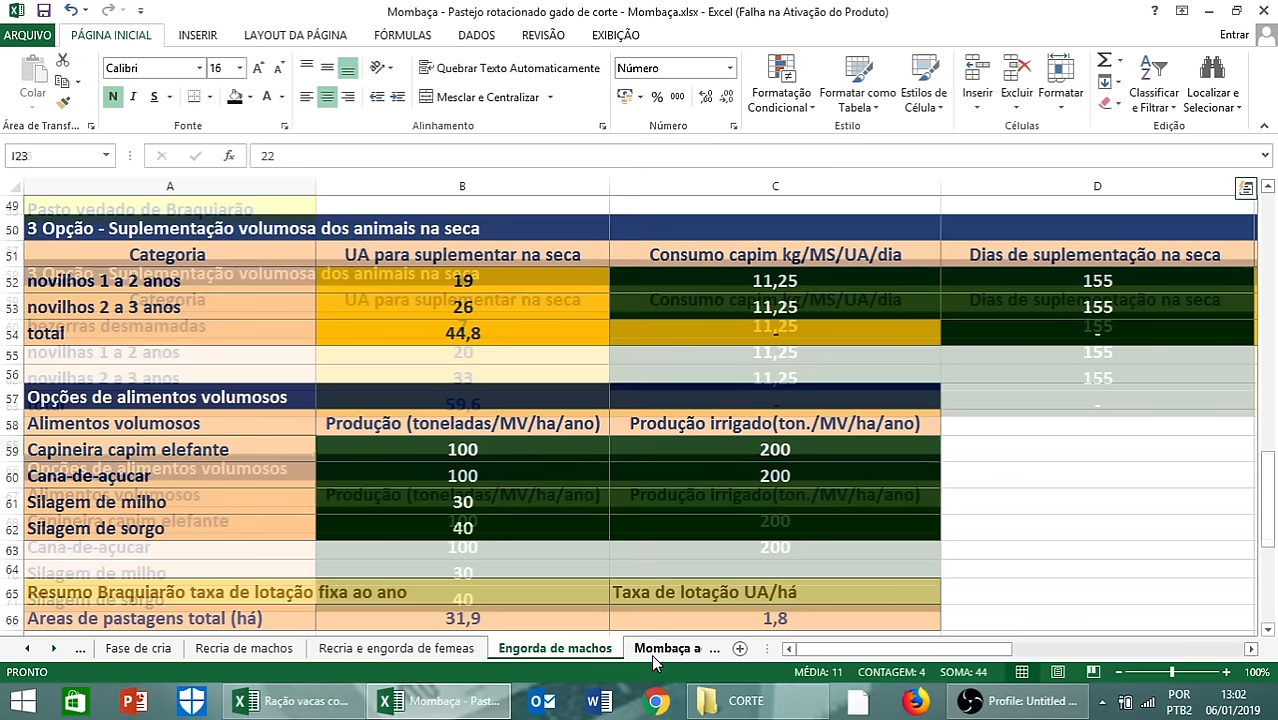 Mombaça - Pastejo rotacionado gado de corte - Mombaça.xlsx - Excel (Falha na Ativação do Produto)
ARQUIVO PÁGINA INICIAL INSERIR LAYOUT DA PÁGINA FÓRMULAS DADOS REVISÃO EXIBIÇÃO Entrar
Calibri 16 Quebrar Texto Automaticamente Número
Colar N I S A Mesclar e Centralizar % 000 Formatação Condicional Formatar como Tabela Estilos de Célula Inserir Excluir Formatar Classificar e Filtrar Localizar e Selecionar
Área de Transf... Fonte Alinhamento Número Estilo Células Edição
I23 fx 22
A B C D
49 Pasto vedado de Braquiarão
50 3 Opção - Suplementação volumosa dos animais na seca
51 Categoria UA para suplementar na seca Consumo capim kg/MS/UA/dia Dias de suplementação na seca
3 Opção - Suplementação volumosa dos animais na seca
52 novilhos 1 a 2 anos 19 11,25 155
Categoria UA para suplementar na seca Consumo capim kg/MS/UA/dia Dias de suplementação na seca
53 novilhos 2 a 3 anos 26 11,25 155
bezerras desmamadas 7 11,25 155
54 total 44,8 - -
55 novilhas 1 a 2 anos 20 11,25 155
56 novilhas 2 a 3 anos 33 11,25 155
57 Opções de alimentos volumosos
total 59,6 - -
58 Alimentos volumosos Produção (toneladas/MV/ha/ano) Produção irrigado(ton./MV/ha/ano)
59 Capineira capim elefante 100 200
Opções de alimentos volumosos
60 Cana-de-açucar 100 200
Alimentos volumosos Produção (toneladas/MV/ha/ano) Produção irrigado(ton./MV/ha/ano)
61 Silagem de milho 30
Capineira capim elefante 100 200
62 Silagem de sorgo 40
63 Cana-de-açucar 100 200
64 Silagem de milho 30
65 Resumo Braquiarão taxa de lotação fixa ao ano Taxa de lotação UA/há
Silagem de sorgo 40
66 Areas de pastagens total (há) 31,9 1,8
... Fase de cria Recria de machos Recria e engorda de femeas Engorda de machos Mombaça a ...
PRONTO MÉDIA: 11 CONTAGEM: 4 SOMA: 44 100%
Ração vacas co... Mombaça - Past... CORTE Profile: Untitled ... POR 13:02
PTB2 06/01/2019